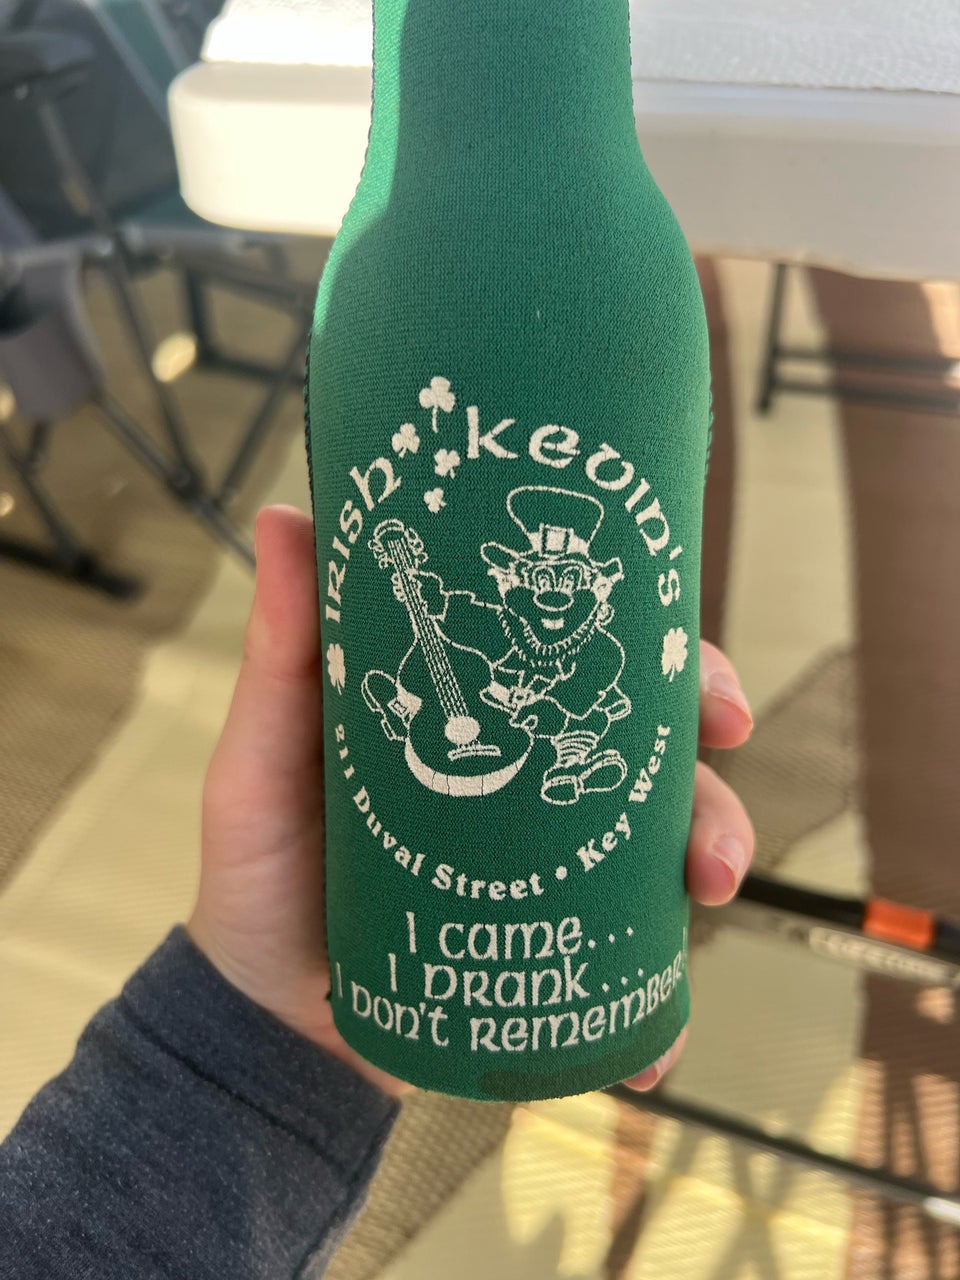 IRISH KEVIN'S
211 Duval Street • Key West
I came...
I DRank...
I DON'T REMEMBER!